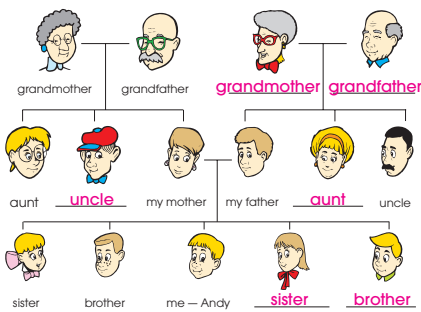 grandmother grandfather grandmother grandfather
aunt uncle my mother my father aunt uncle
sister brother me — Andy sister brother